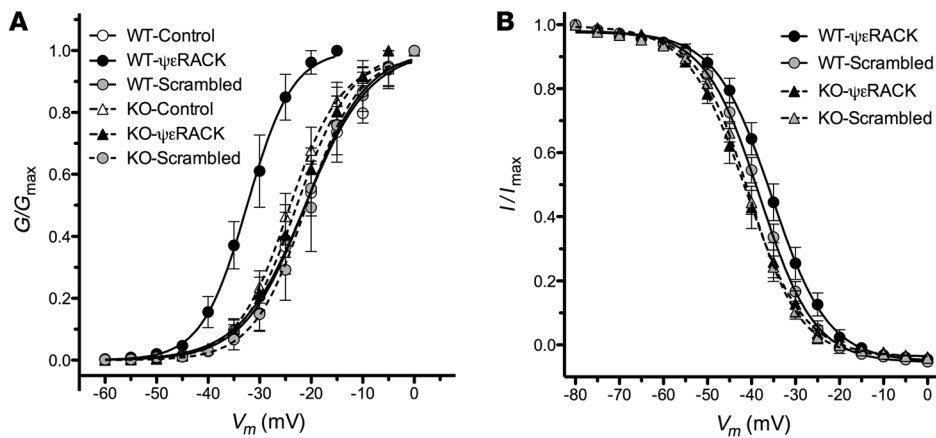 A
WT-Control
WT-ψεRACK
WT-Scrambled
KO-Control
KO-ψεRACK
KO-Scrambled
G/Gmax
1.0
0.8
0.6
0.4
0.2
0.0
-60 -50 -40 -30 -20 -10 0
Vm (mV)
B
WT-ψεRACK
WT-Scrambled
KO-ψεRACK
KO-Scrambled
I/Imax
1.0
0.8
0.6
0.4
0.2
0.0
-80 -70 -60 -50 -40 -30 -20 -10 0
Vm (mV)